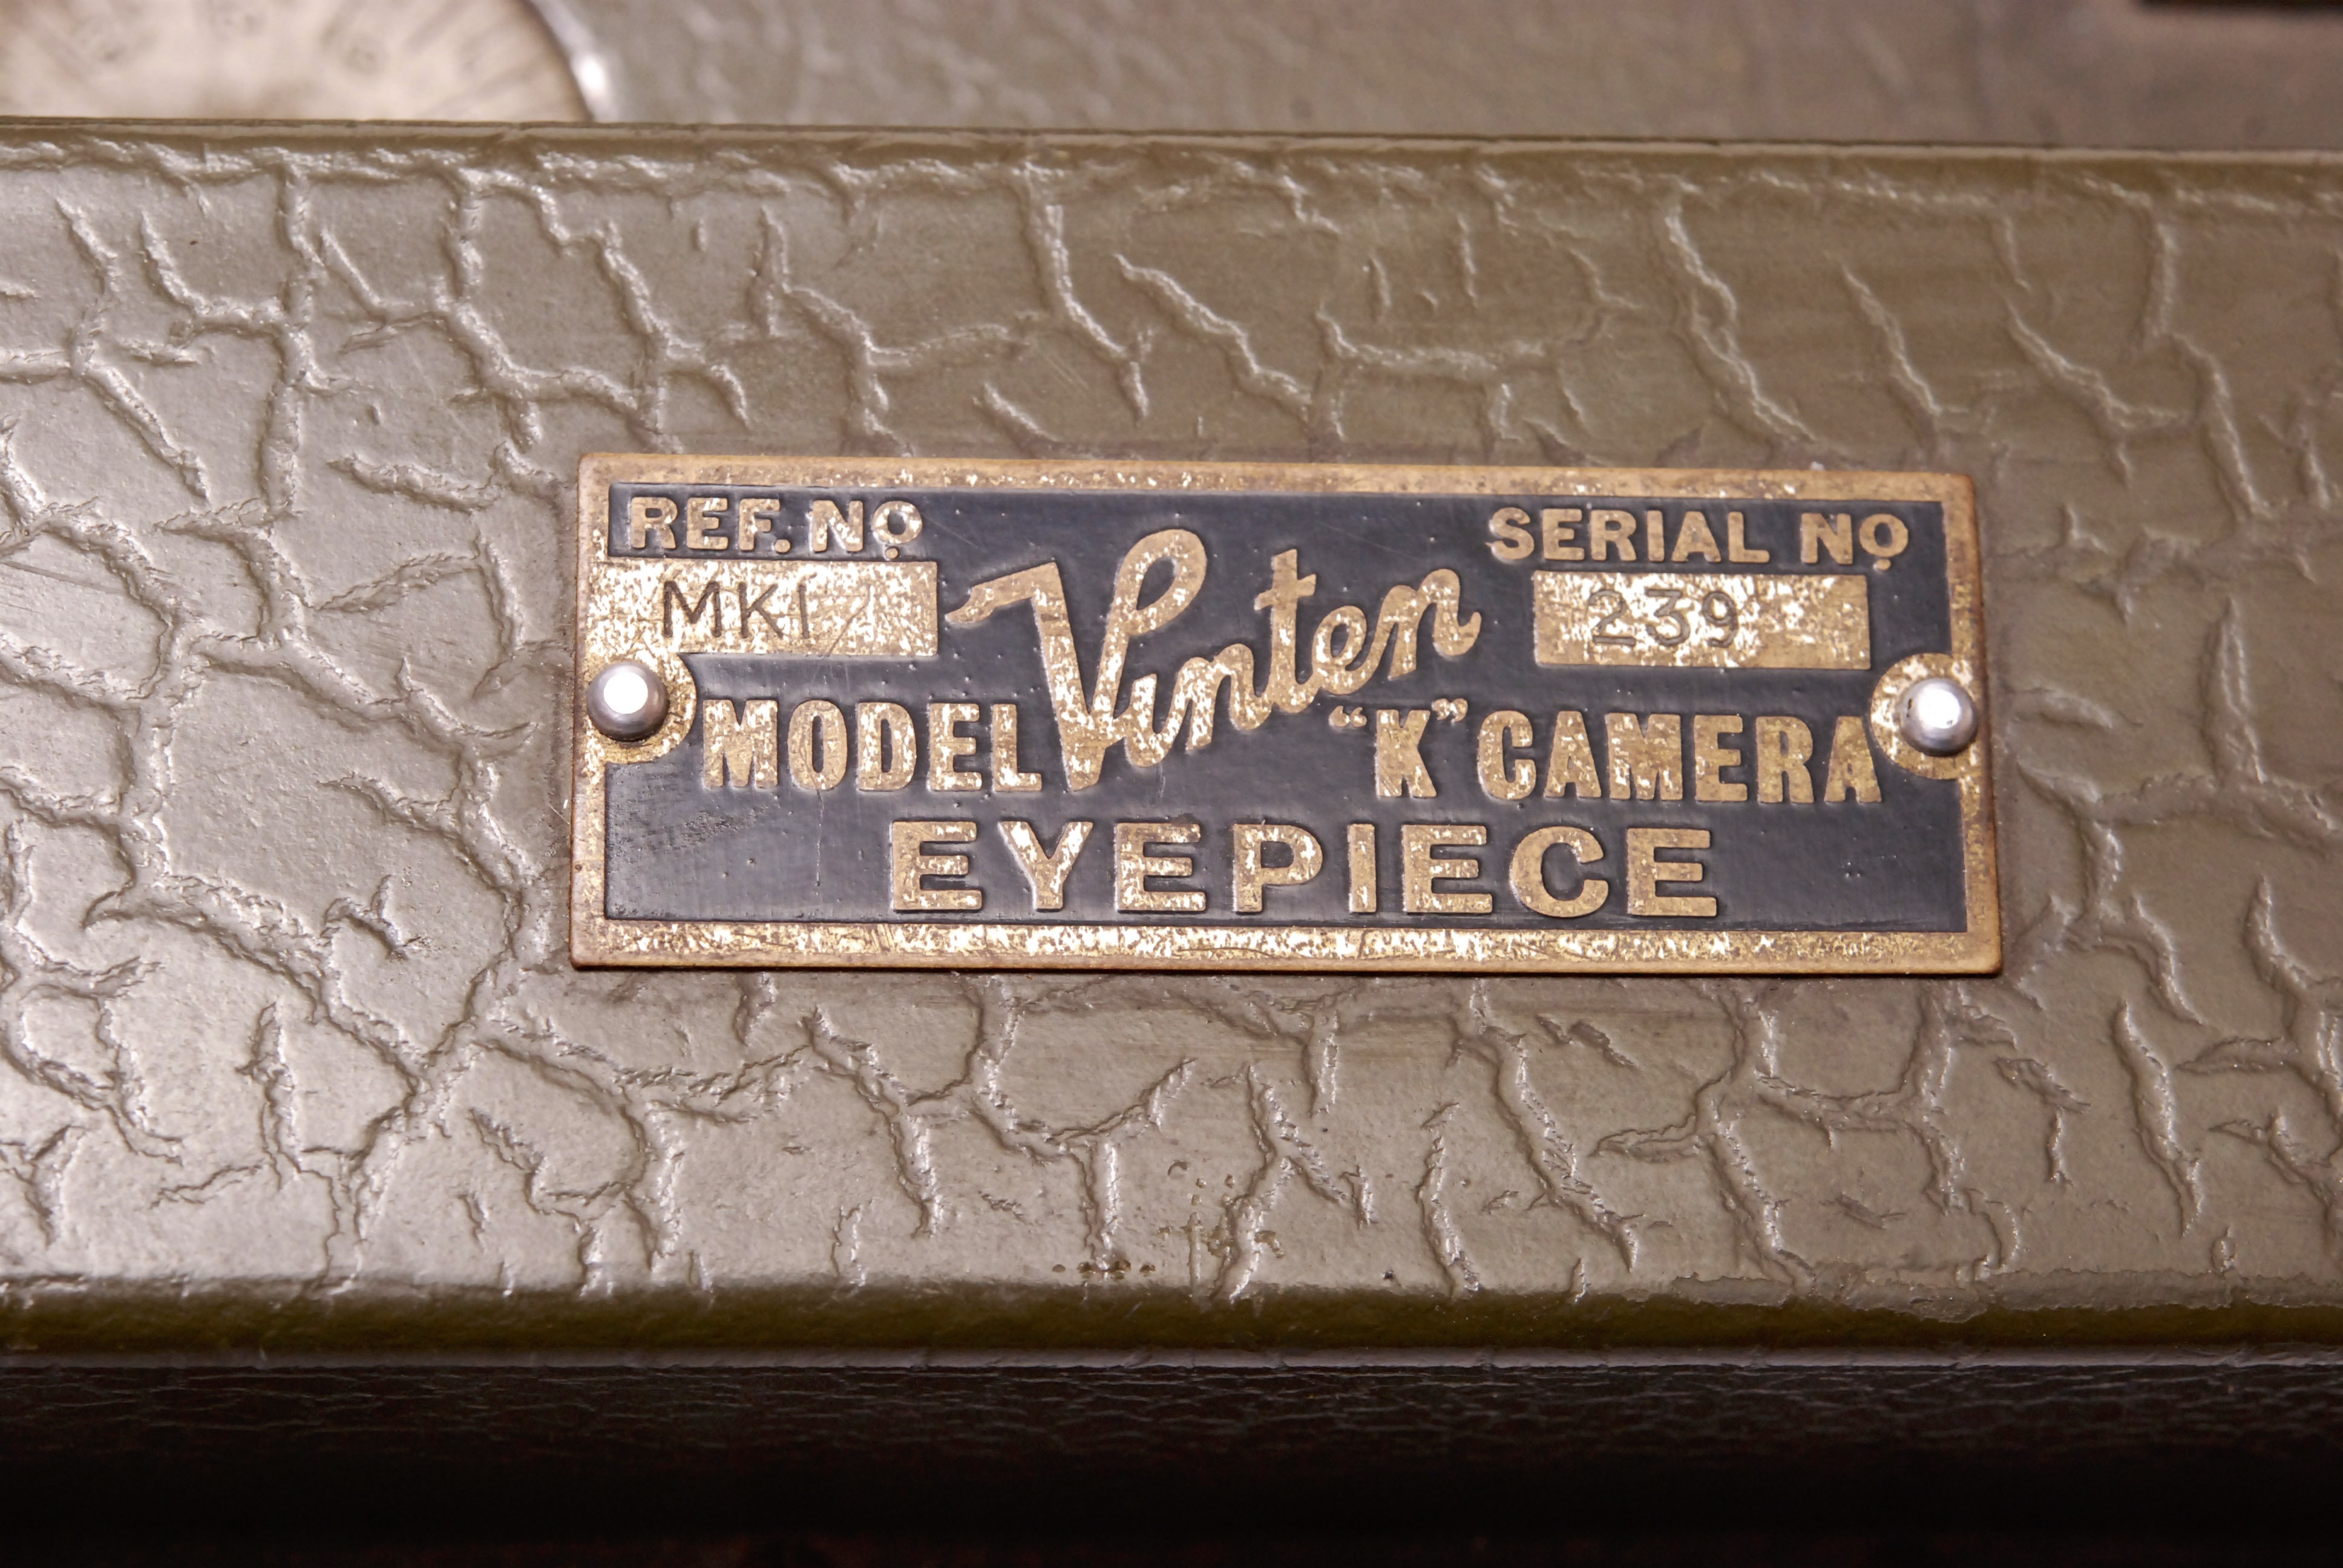 REF. Nº SERIAL Nº
MKI Vinten 239
MODEL "K" CAMERA
EYEPIECE